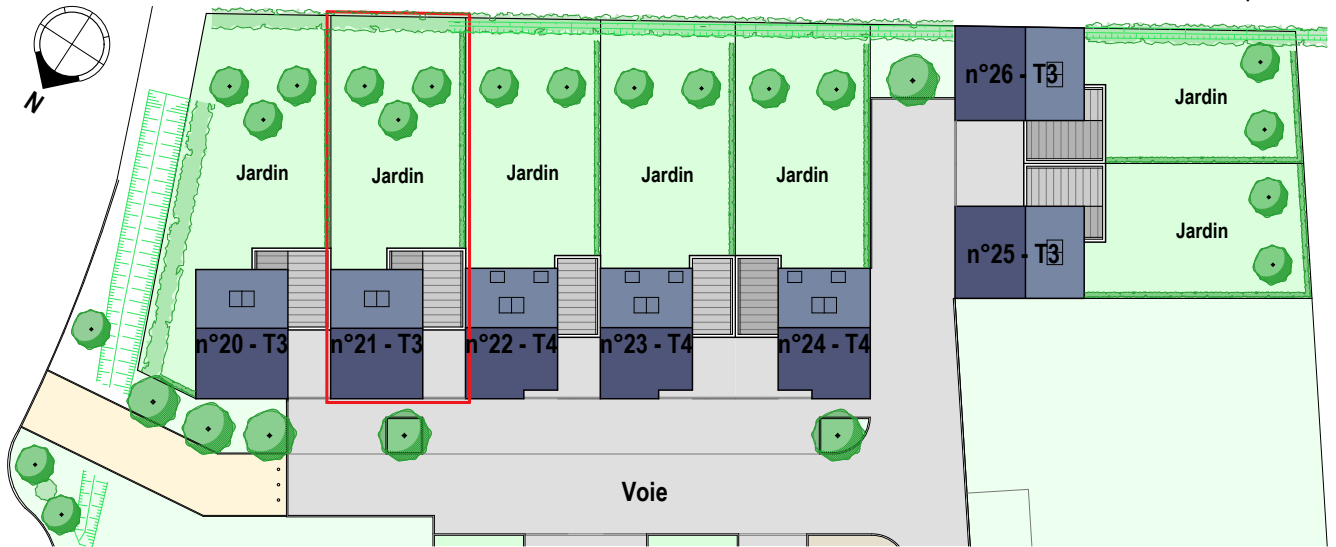 N
n°26 - T3
Jardin
Jardin
Jardin
Jardin
Jardin
Jardin
Jardin
n°25 - T3
n°20 - T3
n°21 - T3
n°22 - T4
n°23 - T4
n°24 - T4
Voie